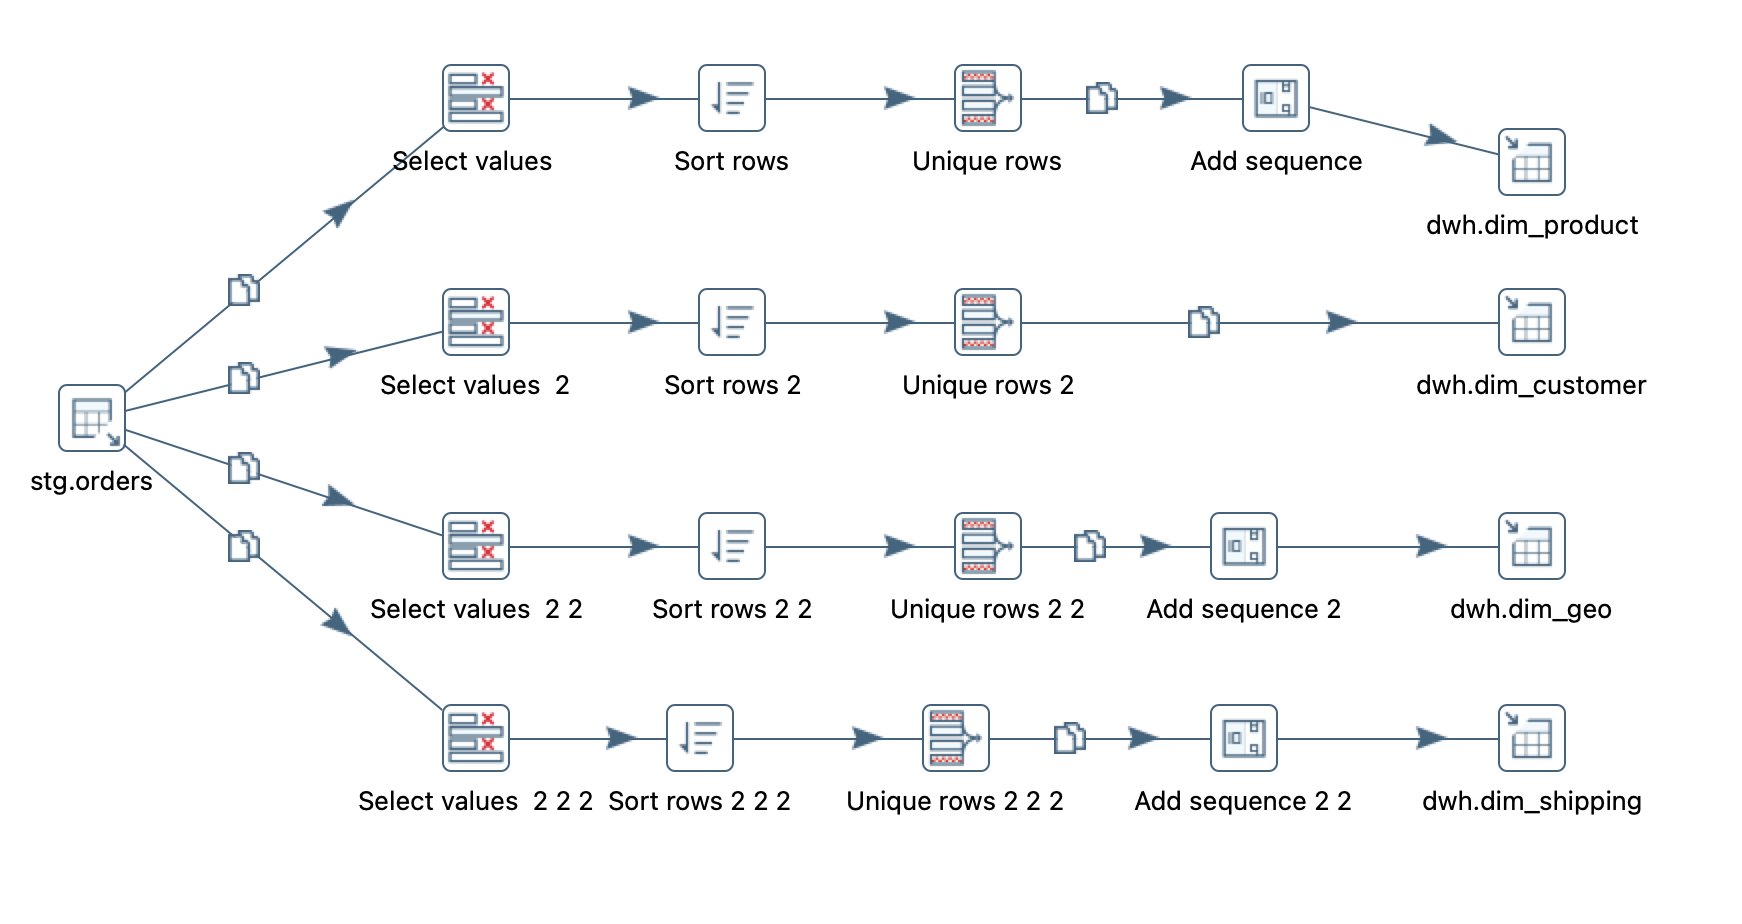 Select values
Sort rows
Unique rows
Add sequence
dwh.dim_product
Select values  2
Sort rows 2
Unique rows 2
dwh.dim_customer
stg.orders
Select values  2 2
Sort rows 2 2
Unique rows 2 2
Add sequence 2
dwh.dim_geo
Select values  2 2 2
Sort rows 2 2 2
Unique rows 2 2 2
Add sequence 2 2
dwh.dim_shipping